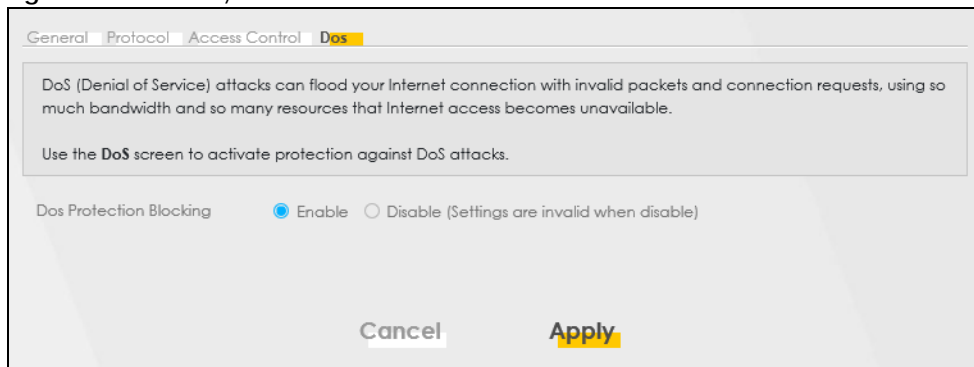 General Protocol Access Control Dos
DoS (Denial of Service) attacks can flood your Internet connection with invalid packets and connection requests, using so
much bandwidth and so many resources that Internet access becomes unavailable.
Use the DoS screen to activate protection against DoS attacks.
Dos Protection Blocking Enable Disable (Settings are invalid when disable)
Cancel Apply